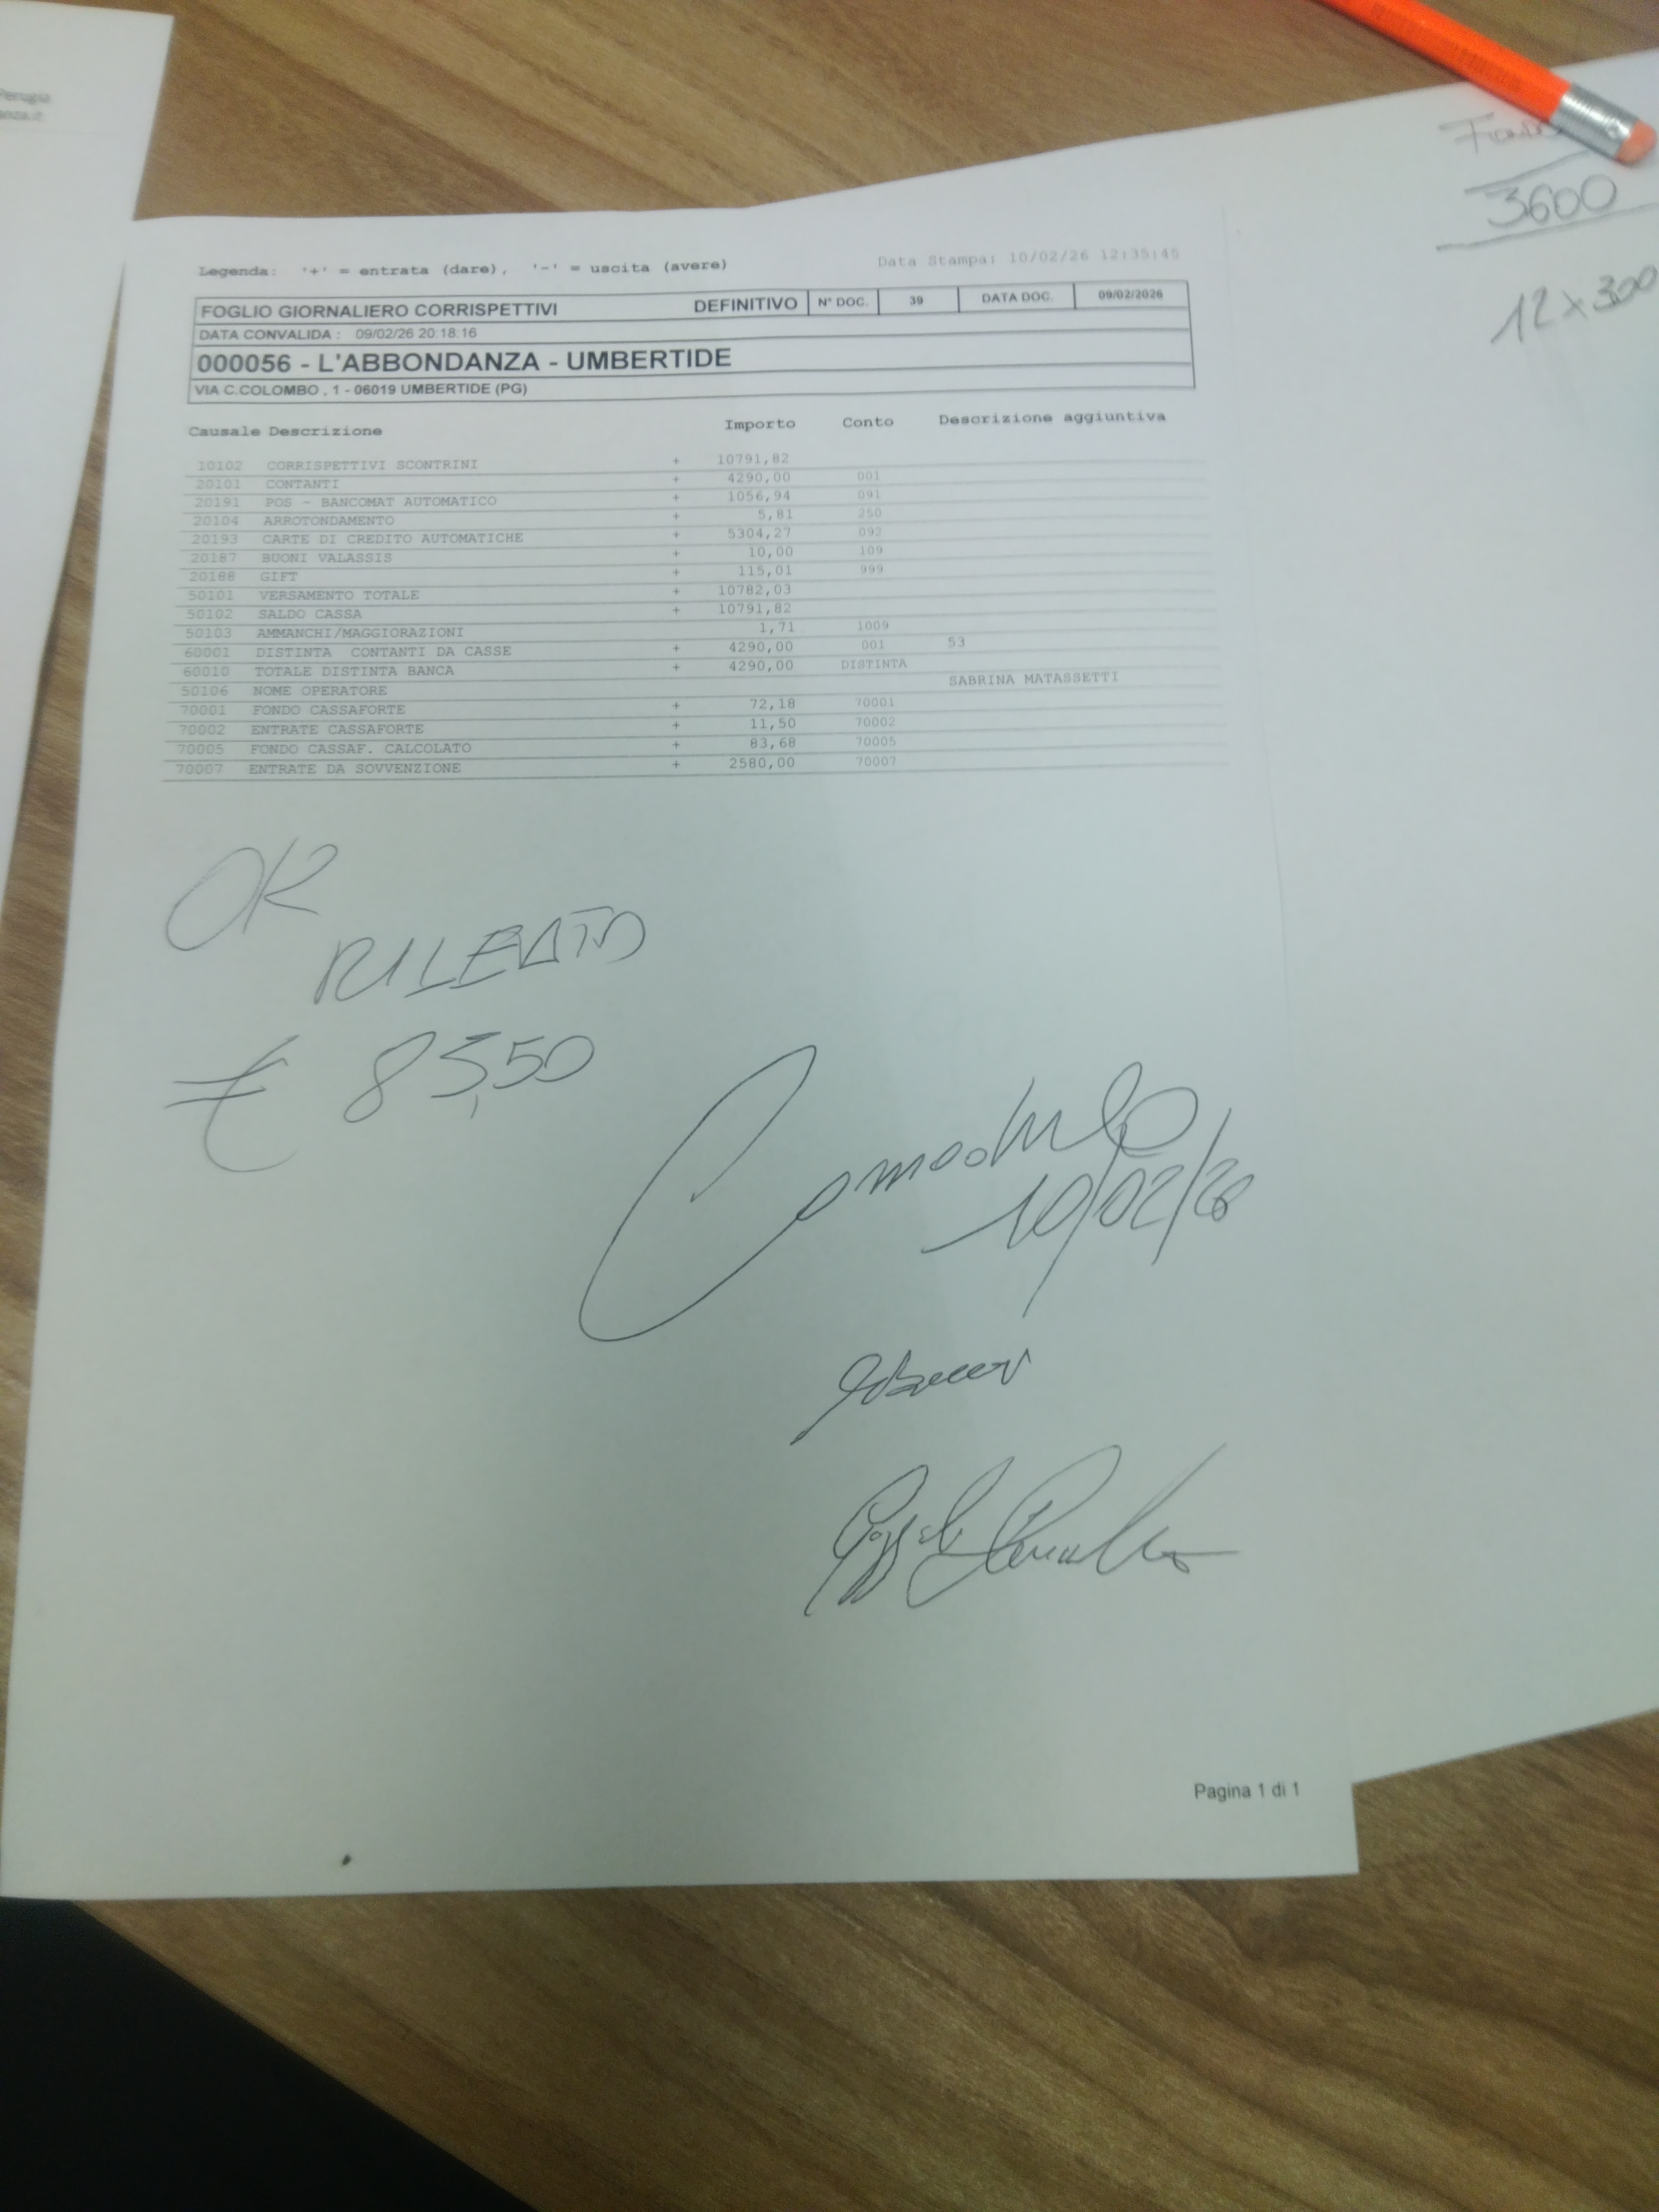 Perugia
anza.it
3600
12x300
Legenda: '+' = entrata (dare), '-' = uscita (avere) Data Stampa: 10/02/26 12:35:45
FOGLIO GIORNALIERO CORRISPETTIVI DEFINITIVO N° DOC. 39 DATA DOC. 09/02/2026
DATA CONVALIDA : 09/02/26 20:18:16
000056 - L'ABBONDANZA - UMBERTIDE
VIA C.COLOMBO , 1 - 06019 UMBERTIDE (PG)
Causale Descrizione Importo Conto Descrizione aggiuntiva
10102 CORRISPETTIVI SCONTRINI + 10791,82
20101 CONTANTI + 4290,00 001
20191 POS - BANCOMAT AUTOMATICO + 1056,94 091
20104 ARROTONDAMENTO + 5,81 250
20193 CARTE DI CREDITO AUTOMATICHE + 5304,27 092
20187 BUONI VALASSIS + 10,00 109
20188 GIFT + 115,01 999
50101 VERSAMENTO TOTALE + 10782,03
50102 SALDO CASSA + 10791,82
50103 AMMANCHI/MAGGIORAZIONI 1,71 1009
60001 DISTINTA CONTANTI DA CASSE + 4290,00 001 53
60010 TOTALE DISTINTA BANCA + 4290,00 DISTINTA
50106 NOME OPERATORE SABRINA MATASSETTI
70001 FONDO CASSAFORTE + 72,18 70001
70002 ENTRATE CASSAFORTE + 11,50 70002
70005 FONDO CASSAF. CALCOLATO + 83,68 70005
70007 ENTRATE DA SOVVENZIONE + 2580,00 70007
OK
RILEVATO
€ 83,50
10/02/26
Pagina 1 di 1